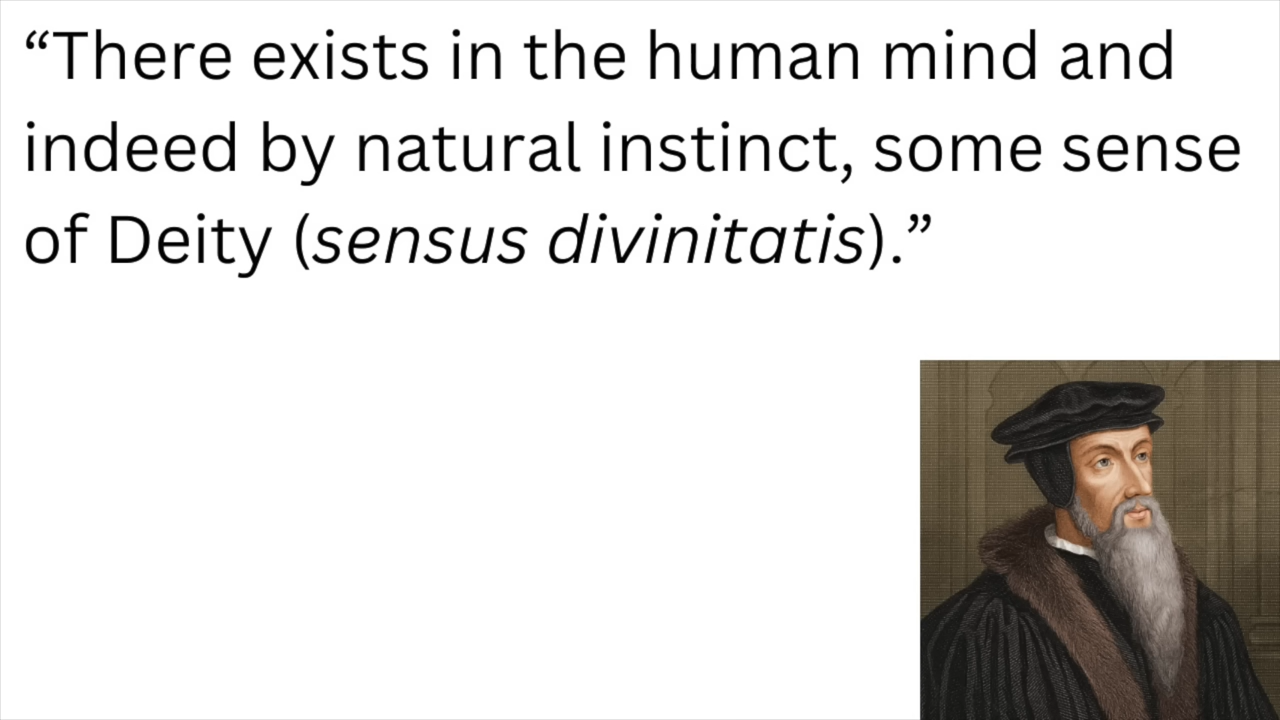 “There exists in the human mind and
indeed by natural instinct, some sense
of Deity (sensus divinitatis).”